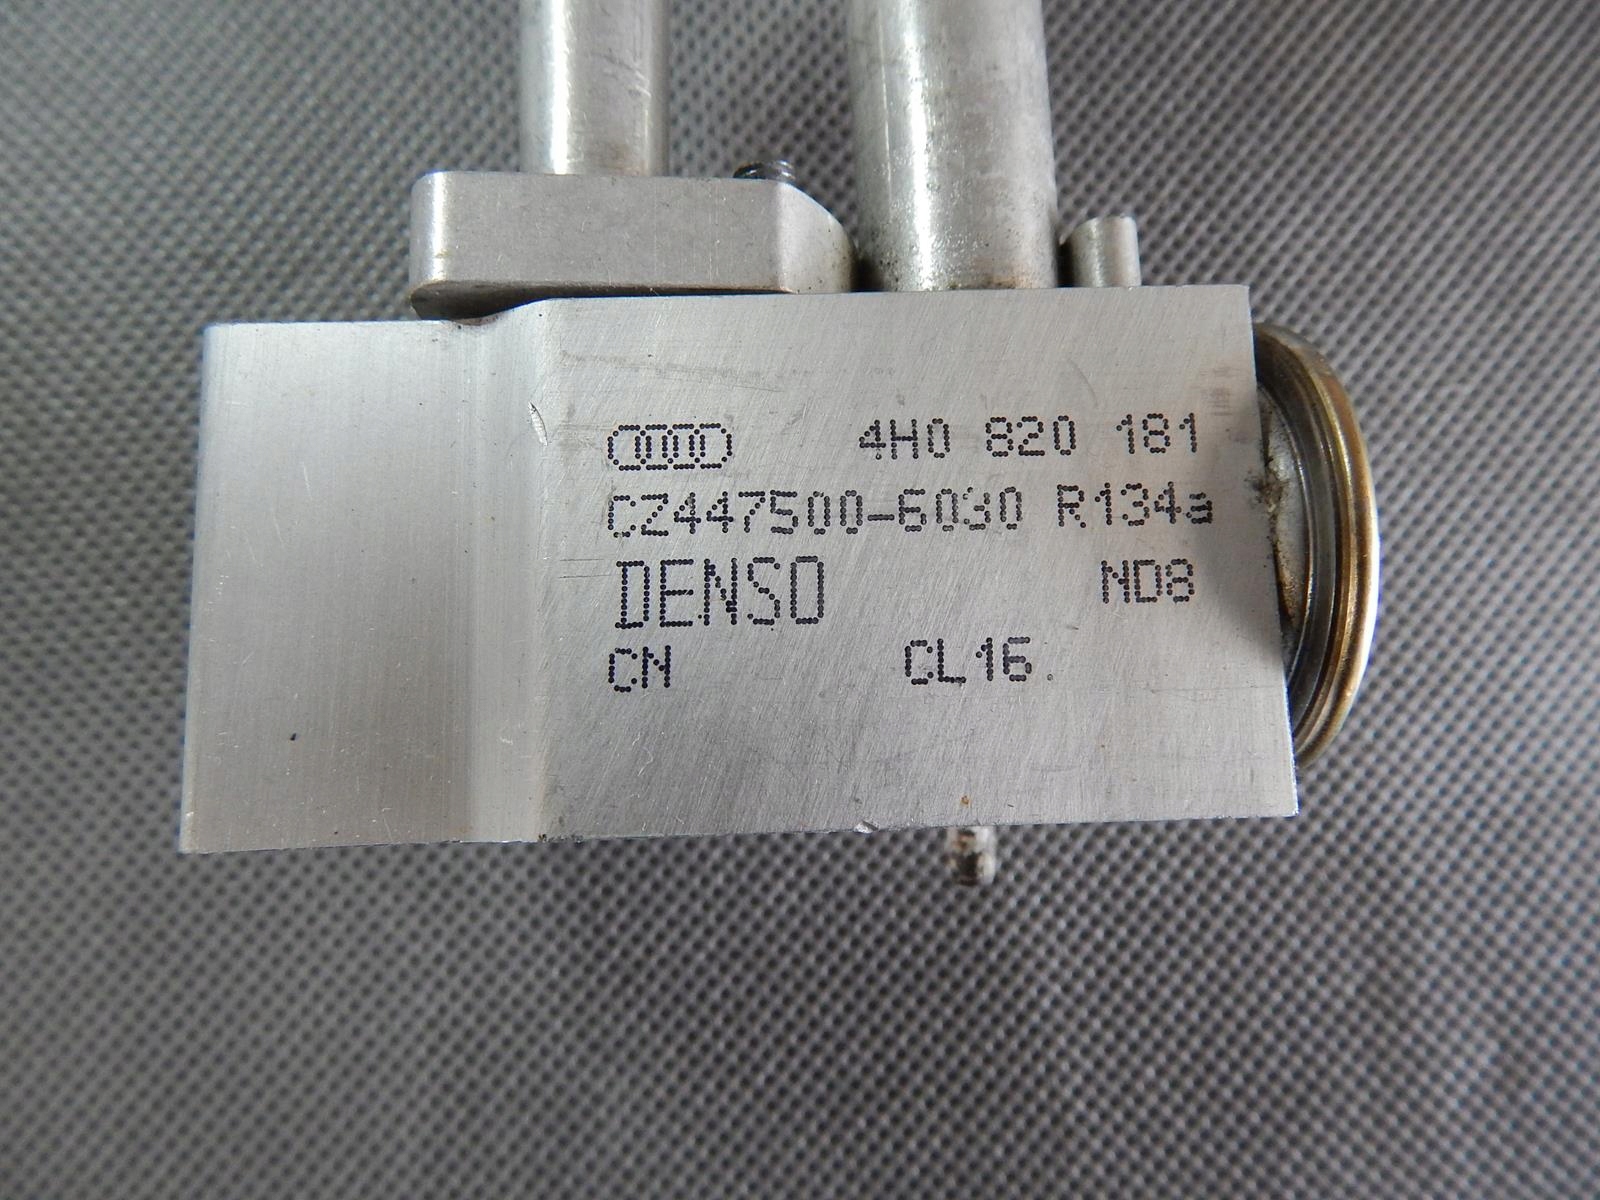 4H0 820 181
CZ447500-6030 R134a
DENSO ND8
CN CL16